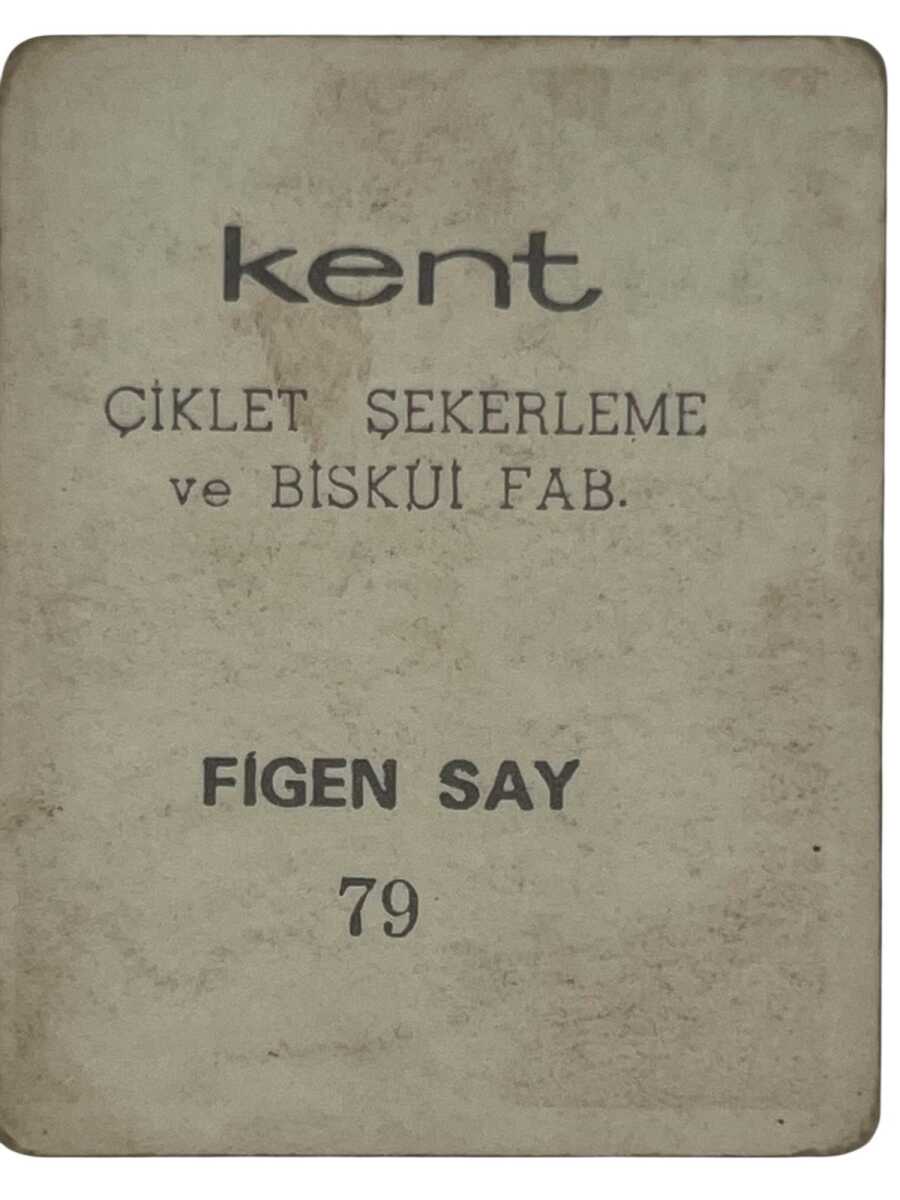 kent
ÇİKLET ŞEKERLEME
ve BİSKÜİ FAB.
FİGEN SAY
79